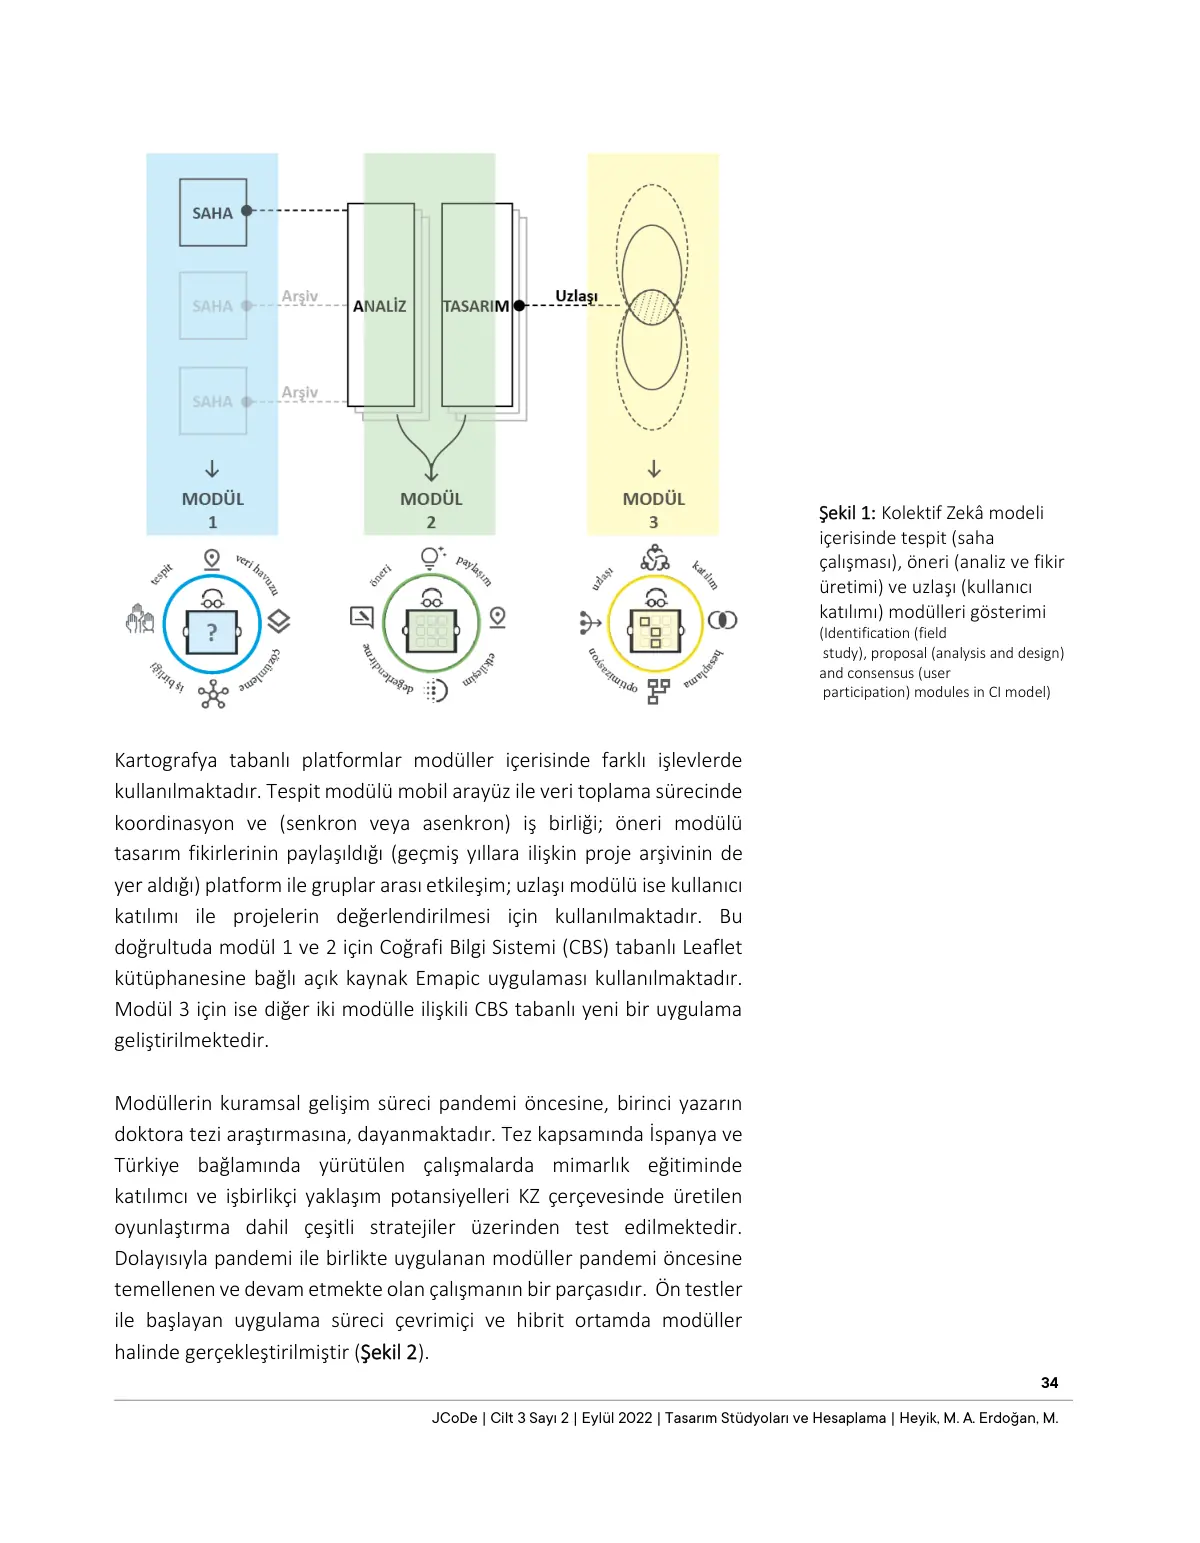 SAHA
SAHA
SAHA
Arşiv
Arşiv
ANALİZ
TASARIM
Uzlaşı
MODÜL
1
MODÜL
2
MODÜL
3
tespit
veri havuzu
iş birliği
çözümleme
?
öneri
paylaşım
değerlendirme
etkileşim
uzlaşı
katılım
optimizasyon
hesaplama
Şekil 1: Kolektif Zekâ modeli
içerisinde tespit (saha
çalışması), öneri (analiz ve fikir
üretimi) ve uzlaşı (kullanıcı
katılımı) modülleri gösterimi
(Identification (field
study), proposal (analysis and design)
and consensus (user
participation) modules in CI model)
Kartografya tabanlı platformlar modüller içerisinde farklı işlevlerde
kullanılmaktadır. Tespit modülü mobil arayüz ile veri toplama sürecinde
koordinasyon ve (senkron veya asenkron) iş birliği; öneri modülü
tasarım fikirlerinin paylaşıldığı (geçmiş yıllara ilişkin proje arşivinin de
yer aldığı) platform ile gruplar arası etkileşim; uzlaşı modülü ise kullanıcı
katılımı ile projelerin değerlendirilmesi için kullanılmaktadır. Bu
doğrultuda modül 1 ve 2 için Coğrafi Bilgi Sistemi (CBS) tabanlı Leaflet
kütüphanesine bağlı açık kaynak Emapic uygulaması kullanılmaktadır.
Modül 3 için ise diğer iki modülle ilişkili CBS tabanlı yeni bir uygulama
geliştirilmektedir.
Modüllerin kuramsal gelişim süreci pandemi öncesine, birinci yazarın
doktora tezi araştırmasına, dayanmaktadır. Tez kapsamında İspanya ve
Türkiye bağlamında yürütülen çalışmalarda mimarlık eğitiminde
katılımcı ve işbirlikçi yaklaşım potansiyelleri KZ çerçevesinde üretilen
oyunlaştırma dahil çeşitli stratejiler üzerinden test edilmektedir.
Dolayısıyla pandemi ile birlikte uygulanan modüller pandemi öncesine
temellenen ve devam etmekte olan çalışmanın bir parçasıdır. Ön testler
ile başlayan uygulama süreci çevrimiçi ve hibrit ortamda modüller
halinde gerçekleştirilmiştir (Şekil 2).
34
JCoDe | Cilt 3 Sayı 2 | Eylül 2022 | Tasarım Stüdyoları ve Hesaplama | Heyik, M. A. Erdoğan, M.